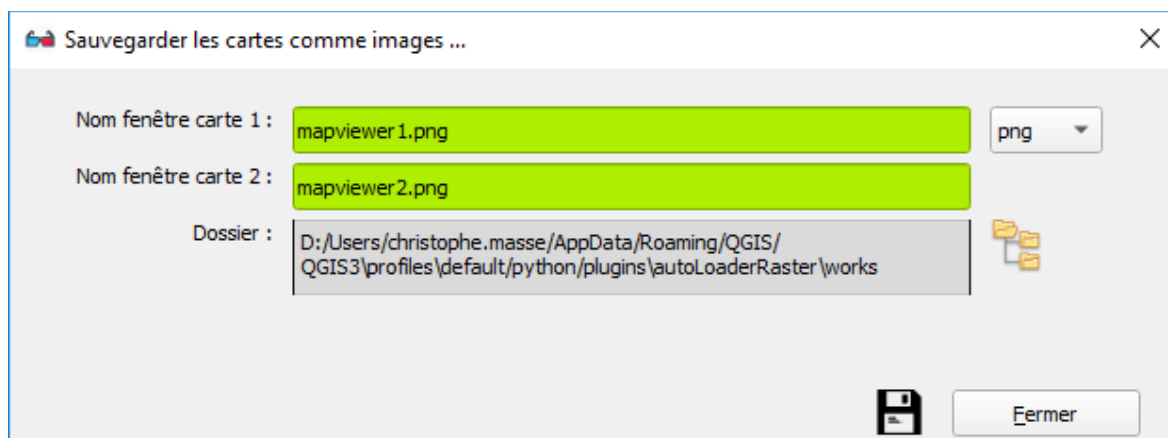 Sauvegarder les cartes comme images ...
Nom fenêtre carte 1 :
mapviewer1.png
png
Nom fenêtre carte 2 :
mapviewer2.png
Dossier :
D:/Users/christophe.masse/AppData/Roaming/QGIS/
QGIS3\profiles\default/python/plugins\autoLoaderRaster\works
Fermer